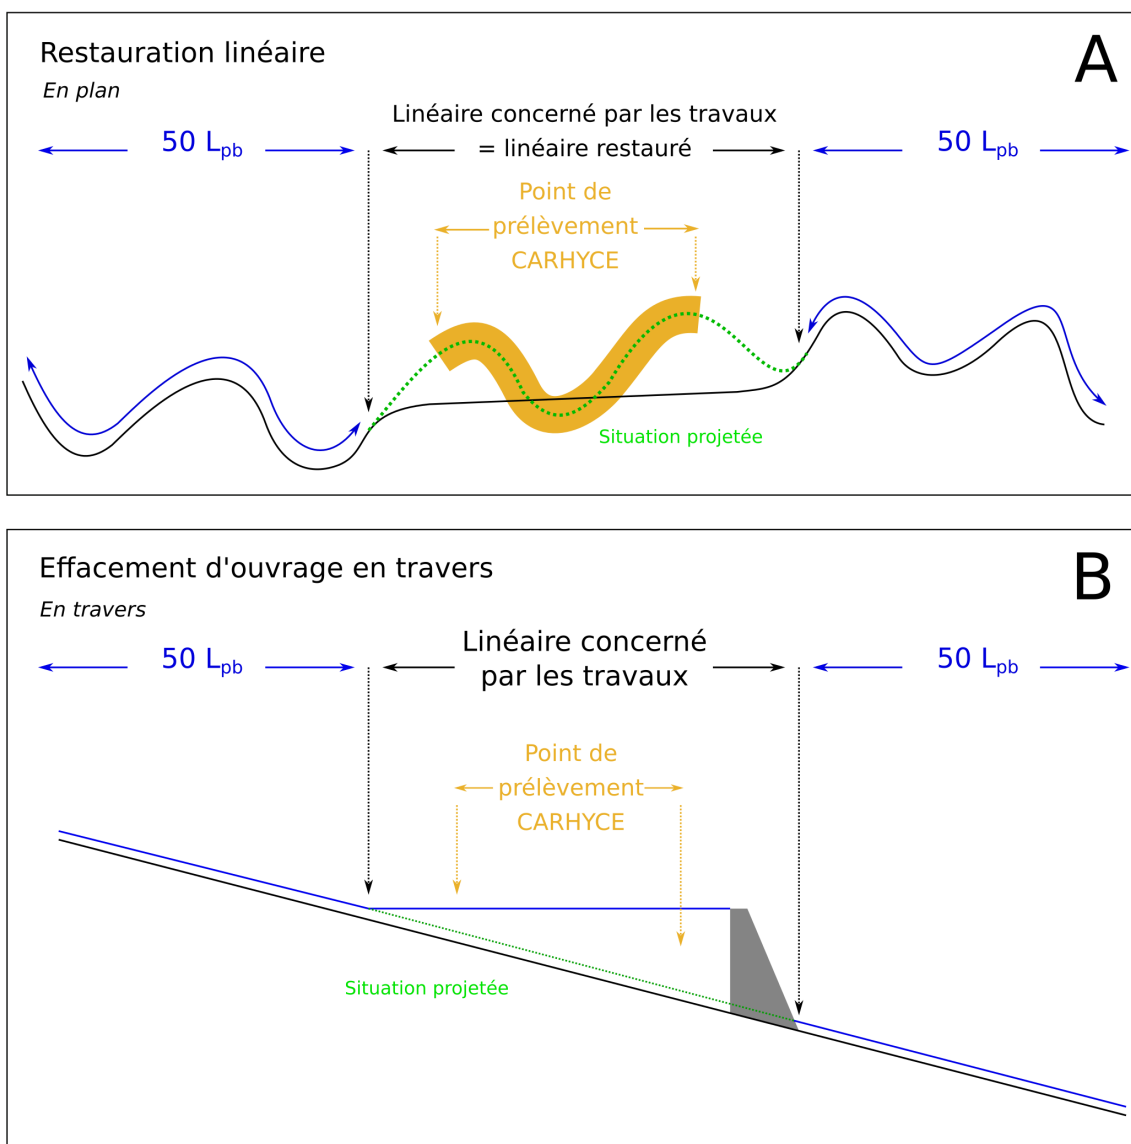 Restauration linéaire
A
En plan
Linéaire concerné par les travaux
50 Lpb
= linéaire restauré
50 Lpb
Point de
prélèvement
CARHYCE
Situation projetée
Effacement d'ouvrage en travers
B
En travers
50 Lpb
Linéaire concerné
par les travaux
50 Lpb
Point de
prélèvement
CARHYCE
Situation projetée